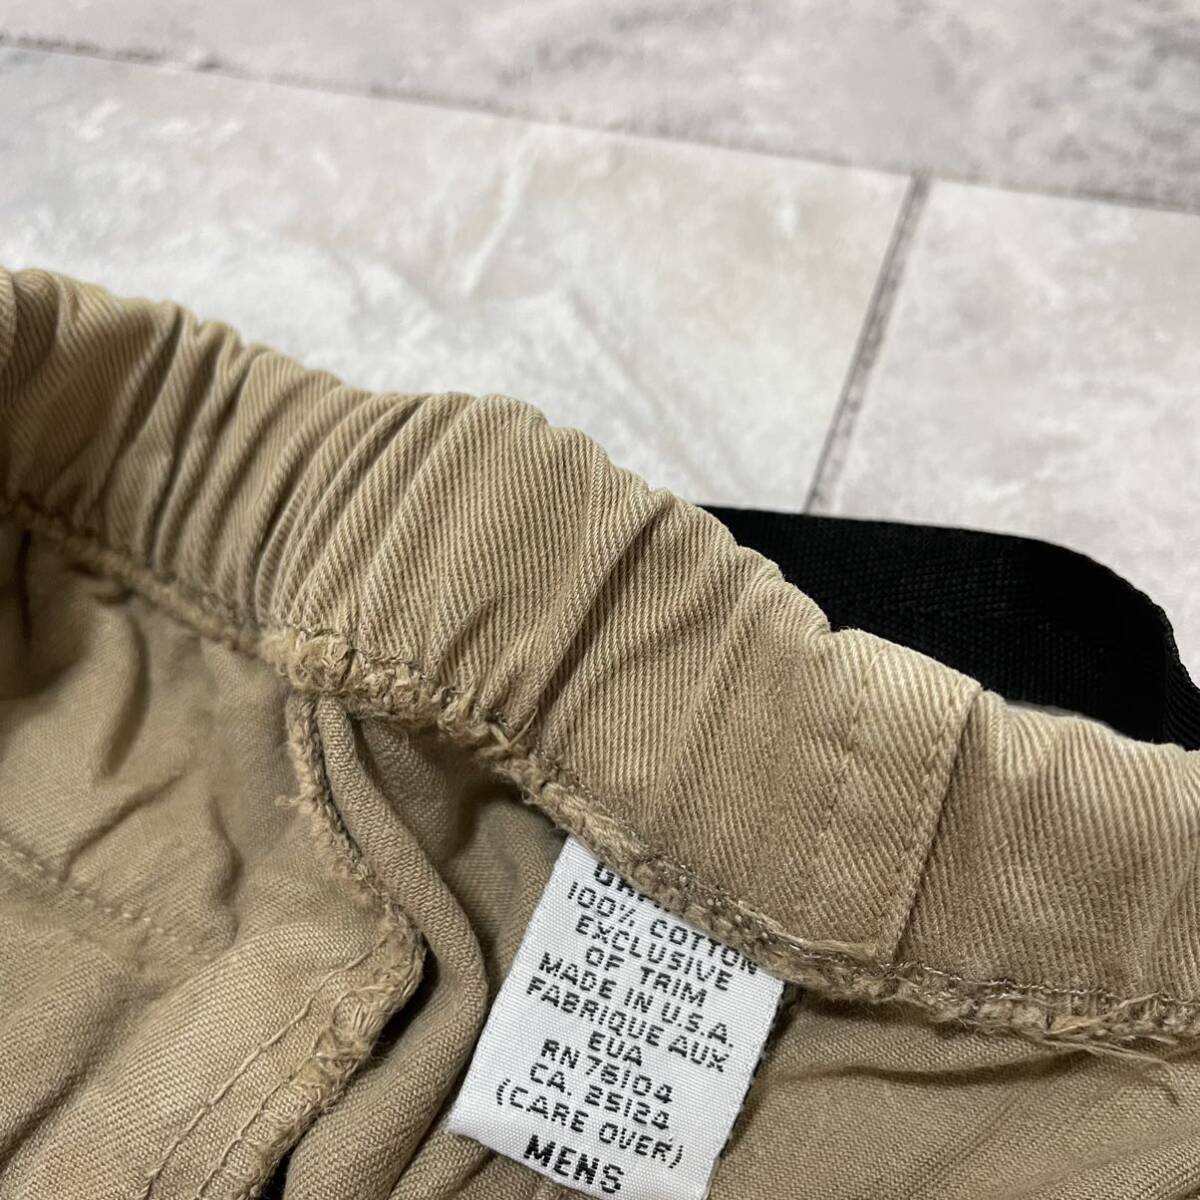 100% COTTON
EXCLUSIVE
OF TRIM
MADE IN U.S.A.
FABRIQUE AUX
EUA
RN 76104
CA. 25124
(CARE OVER)
MENS